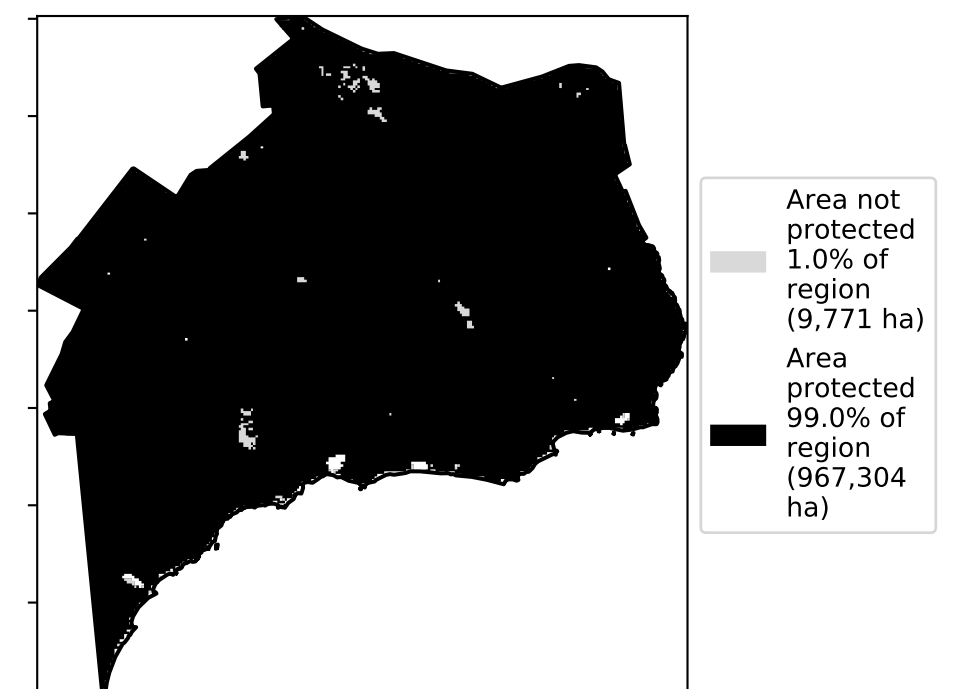 Area not
protected
1.0% of
region
(9,771 ha)
Area
protected
99.0% of
region
(967,304
ha)